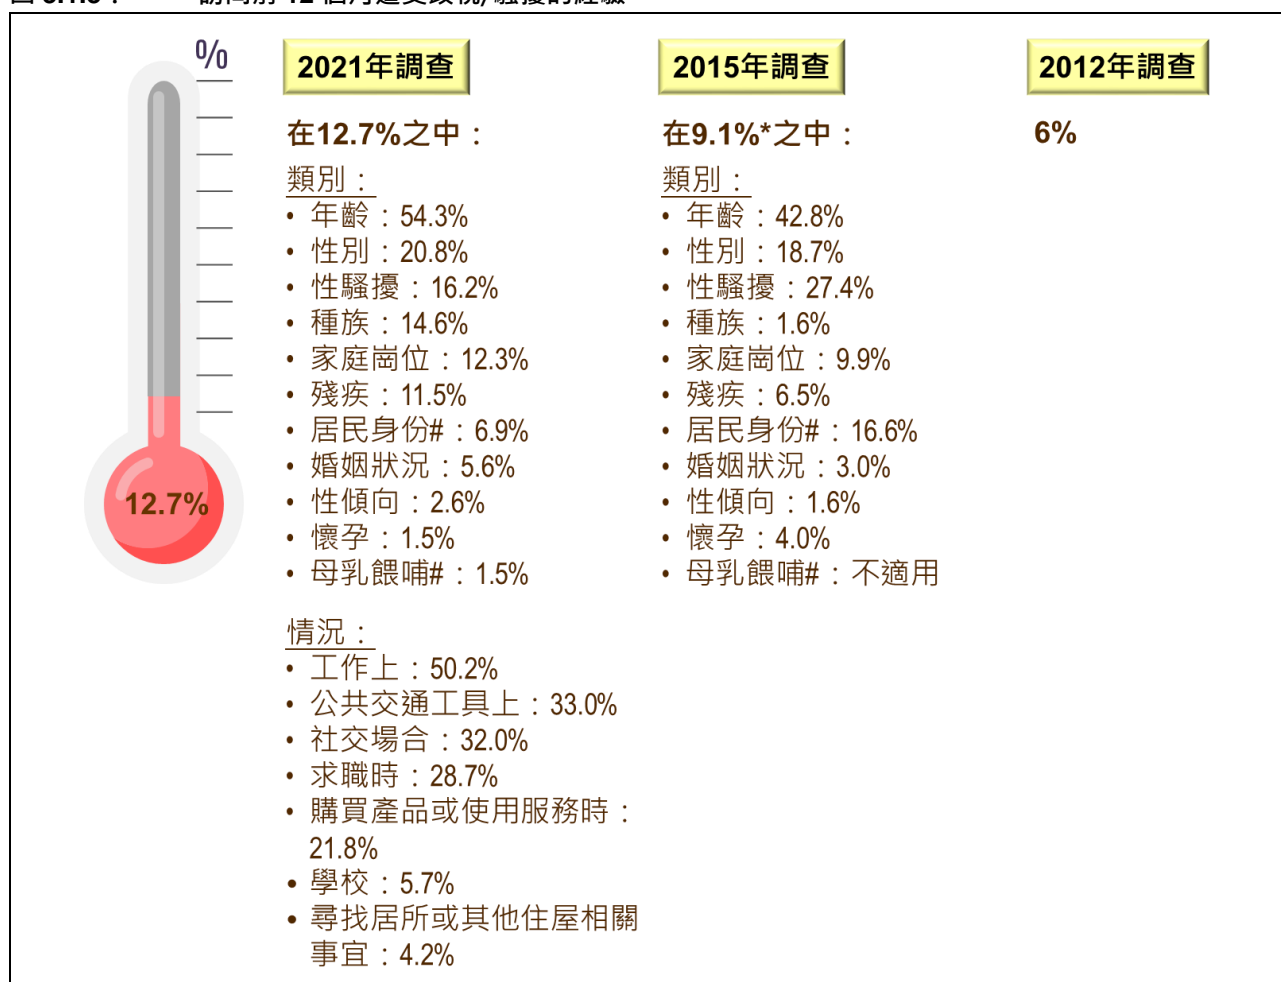 %
2021年調查
在12.7%之中：
類別：
• 年齡：54.3%
• 性別：20.8%
• 性騷擾：16.2%
• 種族：14.6%
• 家庭崗位：12.3%
• 殘疾：11.5%
• 居民身份#：6.9%
• 婚姻狀況：5.6%
• 性傾向：2.6%
• 懷孕：1.5%
• 母乳餵哺#：1.5%
情況：
• 工作上：50.2%
• 公共交通工具上：33.0%
• 社交場合：32.0%
• 求職時：28.7%
• 購買產品或使用服務時：
21.8%
• 學校：5.7%
• 尋找居所或其他住屋相關
事宜：4.2%
2015年調查
在9.1%*之中：
類別：
• 年齡：42.8%
• 性別：18.7%
• 性騷擾：27.4%
• 種族：1.6%
• 家庭崗位：9.9%
• 殘疾：6.5%
• 居民身份#：16.6%
• 婚姻狀況：3.0%
• 性傾向：1.6%
• 懷孕：4.0%
• 母乳餵哺#：不適用
2012年調查
6%
12.7%